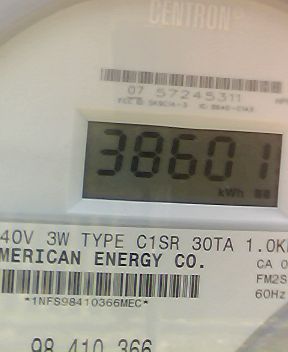 CENTRON®
07 57245311
38601
kWh
40V 3W TYPE C1SR 30TA 1.0K
MERICAN ENERGY CO.
CA 0
FM2S
60Hz
*1NFS98410366MEC*
98 410 366